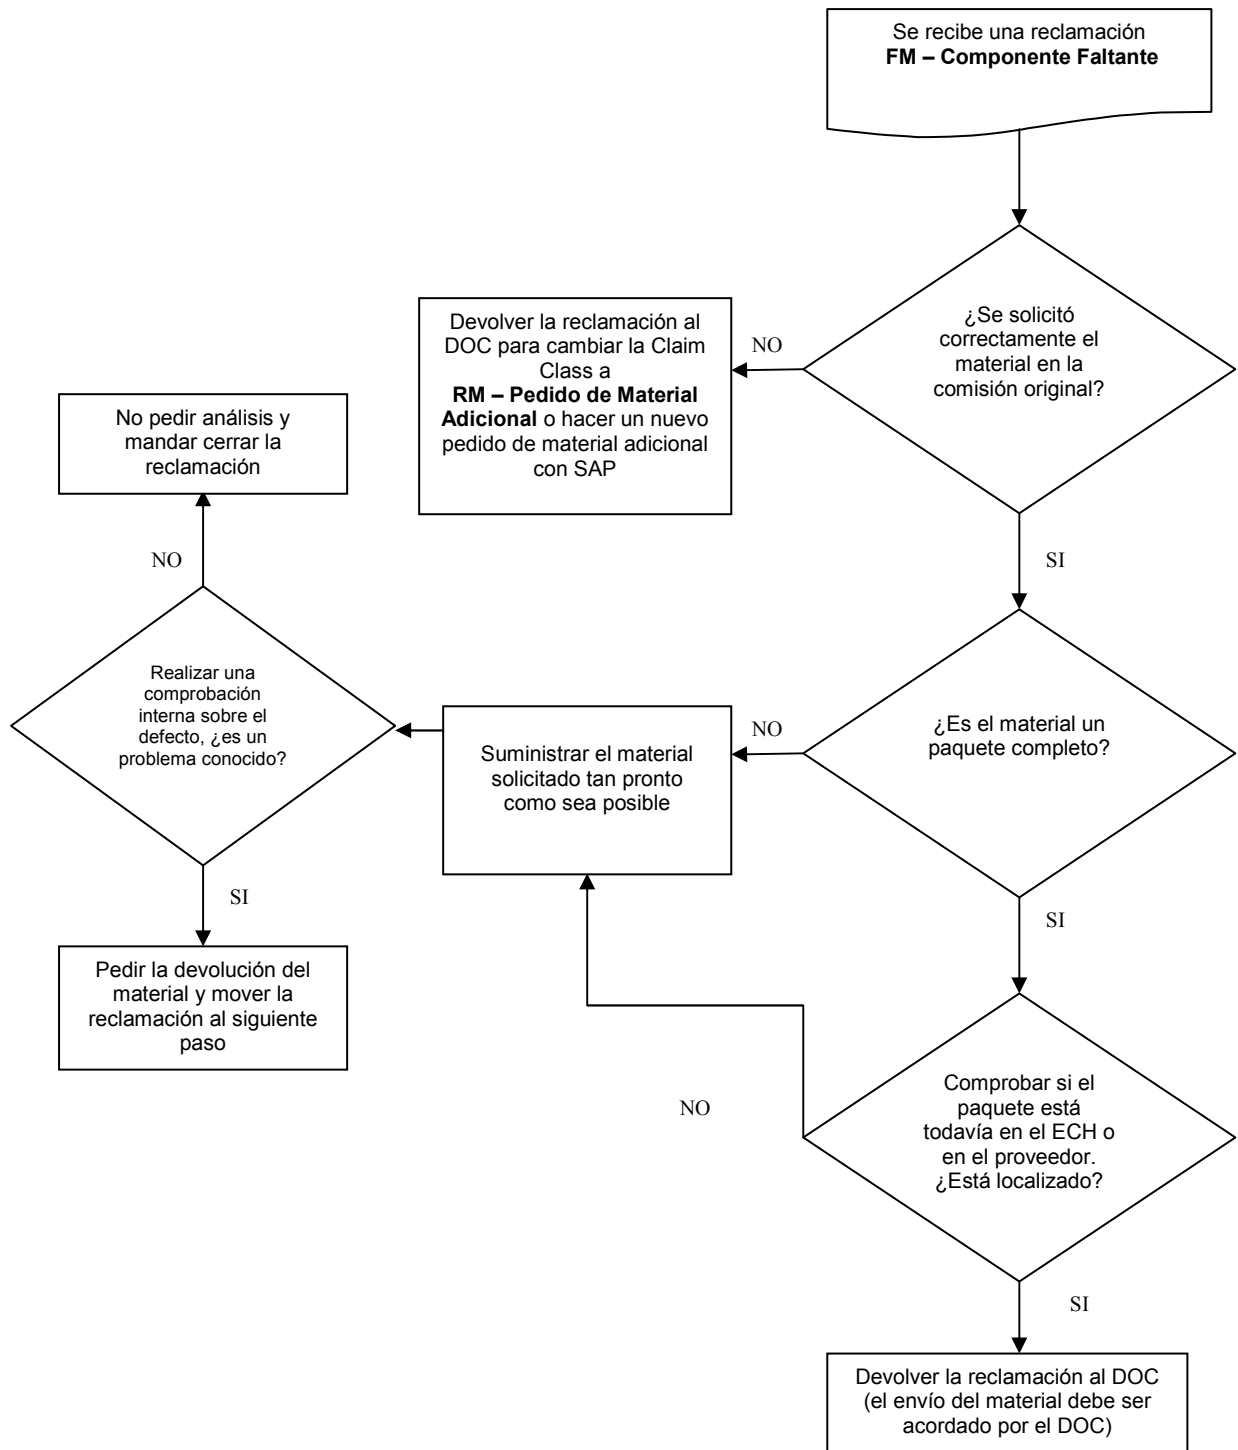 Se recibe una reclamación
FM – Componente Faltante
¿Se solicitó
correctamente el
material en la
comisión original?
NO
Devolver la reclamación al
DOC para cambiar la Claim
Class a
RM – Pedido de Material
Adicional o hacer un nuevo
pedido de material adicional
con SAP
SI
¿Es el material un
paquete completo?
NO
Suministrar el material
solicitado tan pronto
como sea posible
Realizar una
comprobación
interna sobre el
defecto, ¿es un
problema conocido?
NO
No pedir análisis y
mandar cerrar la
reclamación
SI
Pedir la devolución del
material y mover la
reclamación al siguiente
paso
SI
Comprobar si el
paquete está
todavía en el ECH o
en el proveedor.
¿Está localizado?
NO
SI
Devolver la reclamación al DOC
(el envío del material debe ser
acordado por el DOC)